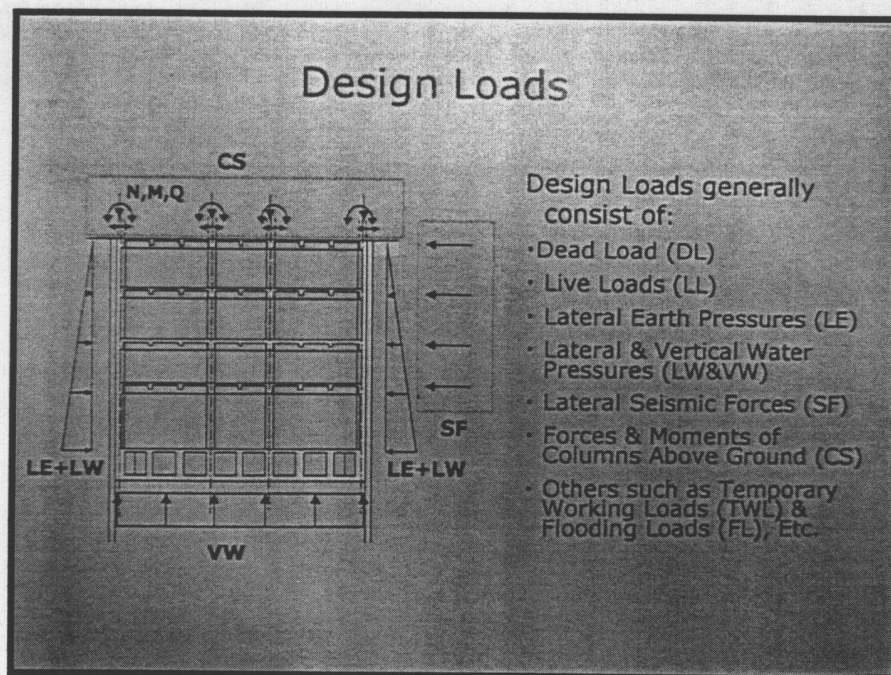 Design Loads
CS
N,M,Q
LE+LW
VW
SF
LE+LW
Design Loads generally
consist of:
·Dead Load (DL)
· Live Loads (LL)
· Lateral Earth Pressures (LE)
· Lateral & Vertical Water
Pressures (LW&VW)
· Lateral Seismic Forces (SF)
· Forces & Moments of
Columns Above Ground (CS)
· Others such as Temporary
Working Loads (TWL) &
Flooding Loads (FL), Etc.